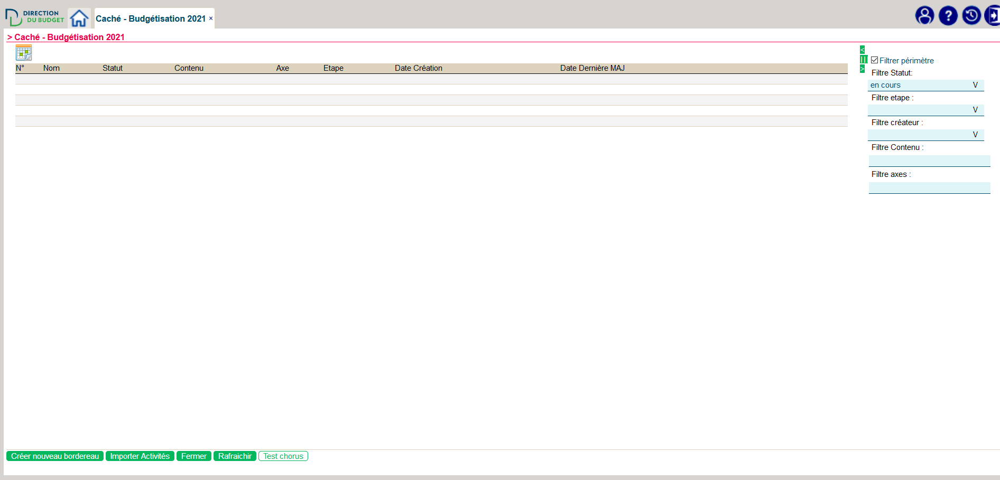 DIRECTION
DU BUDGET
Caché - Budgétisation 2021 ×
> Caché - Budgétisation 2021
N° Nom Statut Contenu Axe Etape Date Création Date Dernière MAJ
<
||
>
Filtrer périmètre
Filtre Statut:
en cours V
Filtre etape :
V
Filtre créateur :
V
Filtre Contenu :
Filtre axes :
Créer nouveau bordereau Importer Activités Fermer Rafraichir Test chorus